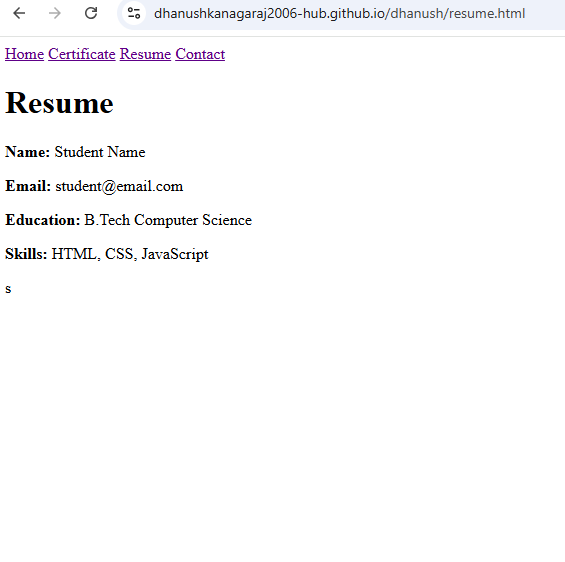 dhanushkanagaraj2006-hub.github.io/dhanush/resume.html
Home Certificate Resume Contact
Resume
Name: Student Name
Email: student@email.com
Education: B.Tech Computer Science
Skills: HTML, CSS, JavaScript
s